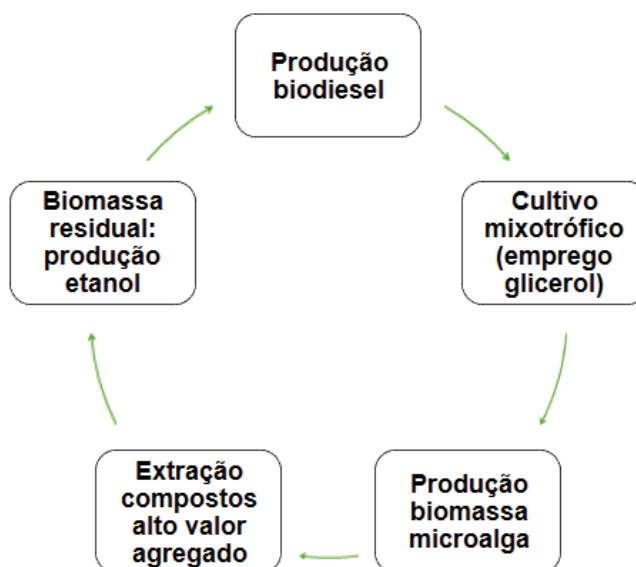 Produção
biodiesel
Cultivo
mixotrófico
(emprego
glicerol)
Produção
biomassa
microalga
Extração
compostos
alto valor
agregado
Biomassa
residual:
produção
etanol